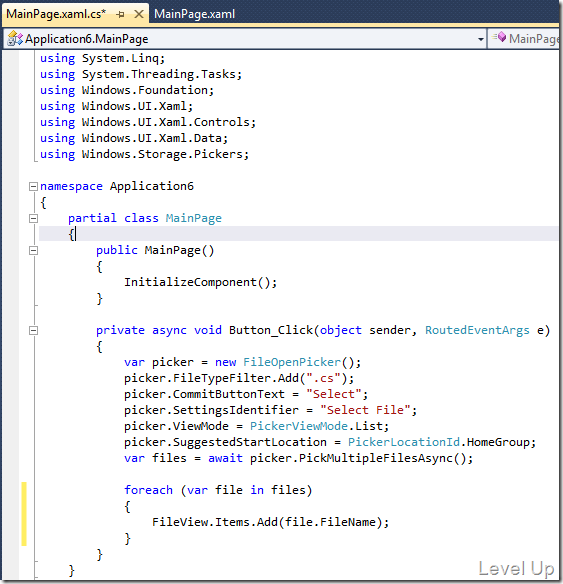 MainPage.xaml.cs* MainPage.xaml
Application6.MainPage MainPage
using System.Linq;
using System.Threading.Tasks;
using Windows.Foundation;
using Windows.UI.Xaml;
using Windows.UI.Xaml.Controls;
using Windows.UI.Xaml.Data;
using Windows.Storage.Pickers;
namespace Application6
{
partial class MainPage
{
public MainPage()
{
InitializeComponent();
}
private async void Button_Click(object sender, RoutedEventArgs e)
{
var picker = new FileOpenPicker();
picker.FileTypeFilter.Add(".cs");
picker.CommitButtonText = "Select";
picker.SettingsIdentifier = "Select File";
picker.ViewMode = PickerViewMode.List;
picker.SuggestedStartLocation = PickerLocationId.HomeGroup;
var files = await picker.PickMultipleFilesAsync();
foreach (var file in files)
{
FileView.Items.Add(file.FileName);
}
}
}
Level Up